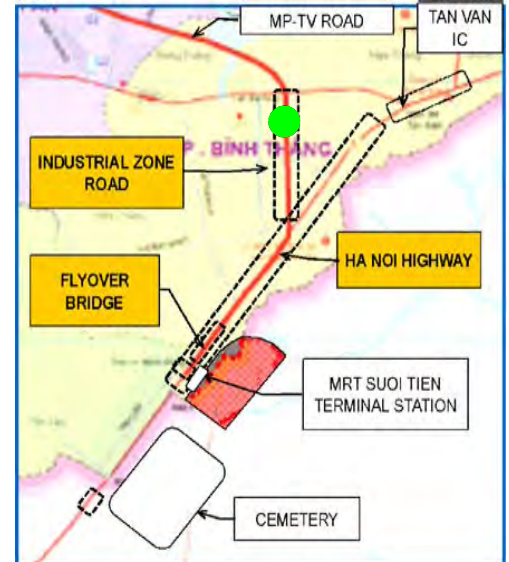 MP-TV ROAD
TAN VAN
IC
P . BÌNH THANG
INDUSTRIAL ZONE
ROAD
HA NOI HIGHWAY
FLYOVER
BRIDGE
MRT SUOI TIEN
TERMINAL STATION
CEMETERY